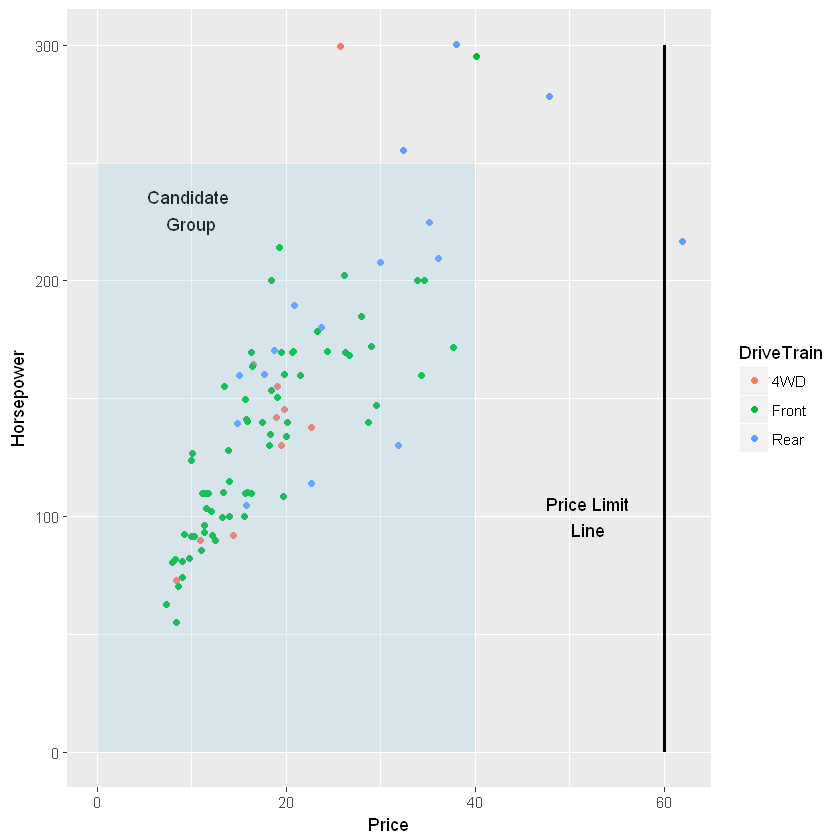 300
200
100
0
Horsepower
Candidate
Group
Price Limit
Line
0 20 40 60
Price
DriveTrain
4WD
Front
Rear